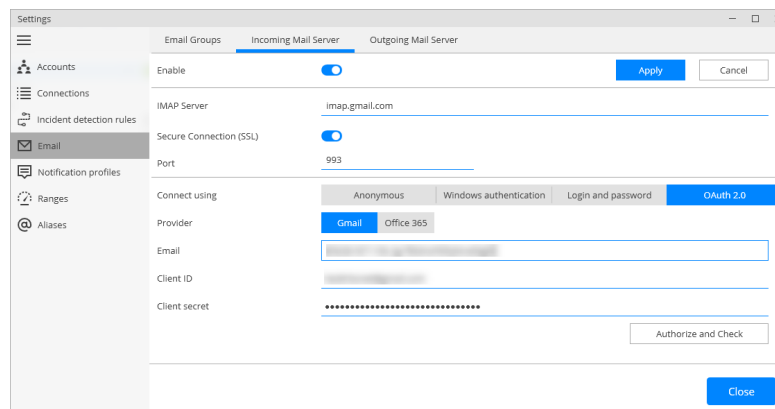 Settings
Email Groups Incoming Mail Server Outgoing Mail Server
Accounts
Connections
Incident detection rules
Email
Notification profiles
Ranges
Aliases
Enable Apply Cancel
IMAP Server imap.gmail.com
Secure Connection (SSL)
Port 993
Connect using Anonymous Windows authentication Login and password OAuth 2.0
Provider Gmail Office 365
Email
Client ID
Client secret •••••••••••••••••••••••••••••••
Authorize and Check
Close